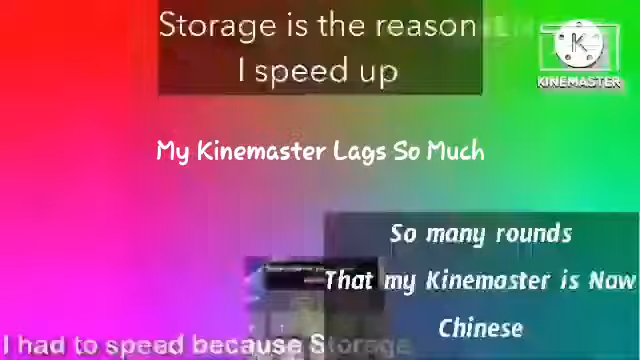 Storage is the reason
I speed up
KINEMASTER
My Kinemaster Lags So Much
So many rounds
That my Kinemaster is Naw
Chinese
I had to speed because Storage